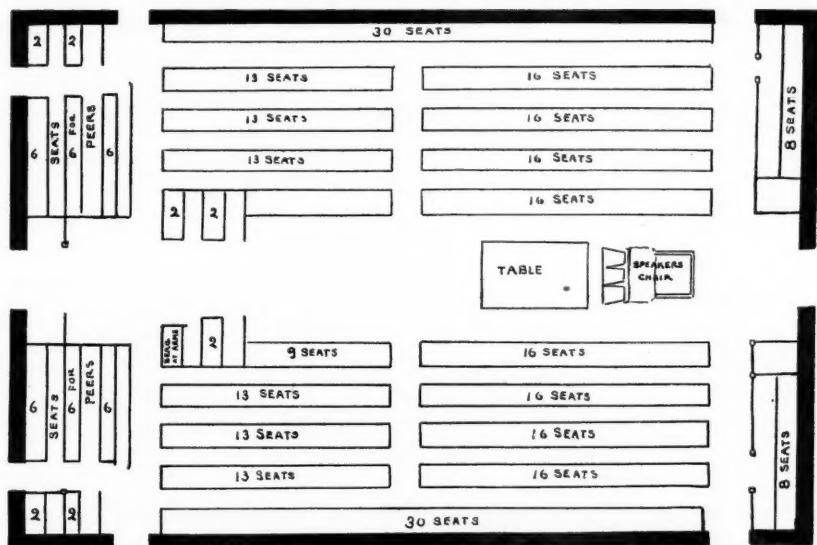 30 SEATS
2 2
13 SEATS 16 SEATS
13 SEATS 16 SEATS
13 SEATS 16 SEATS
16 SEATS
8 SEATS
6 SEATS 6 FOR PEERS 6
2 2
TABLE
SPEAKERS
CHAIR
SERG
AT ARMS
2
9 SEATS 16 SEATS
13 SEATS 16 SEATS
13 SEATS 16 SEATS
13 SEATS 16 SEATS
6 SEATS 6 FOR PEERS 6
8 SEATS
2 2
30 SEATS